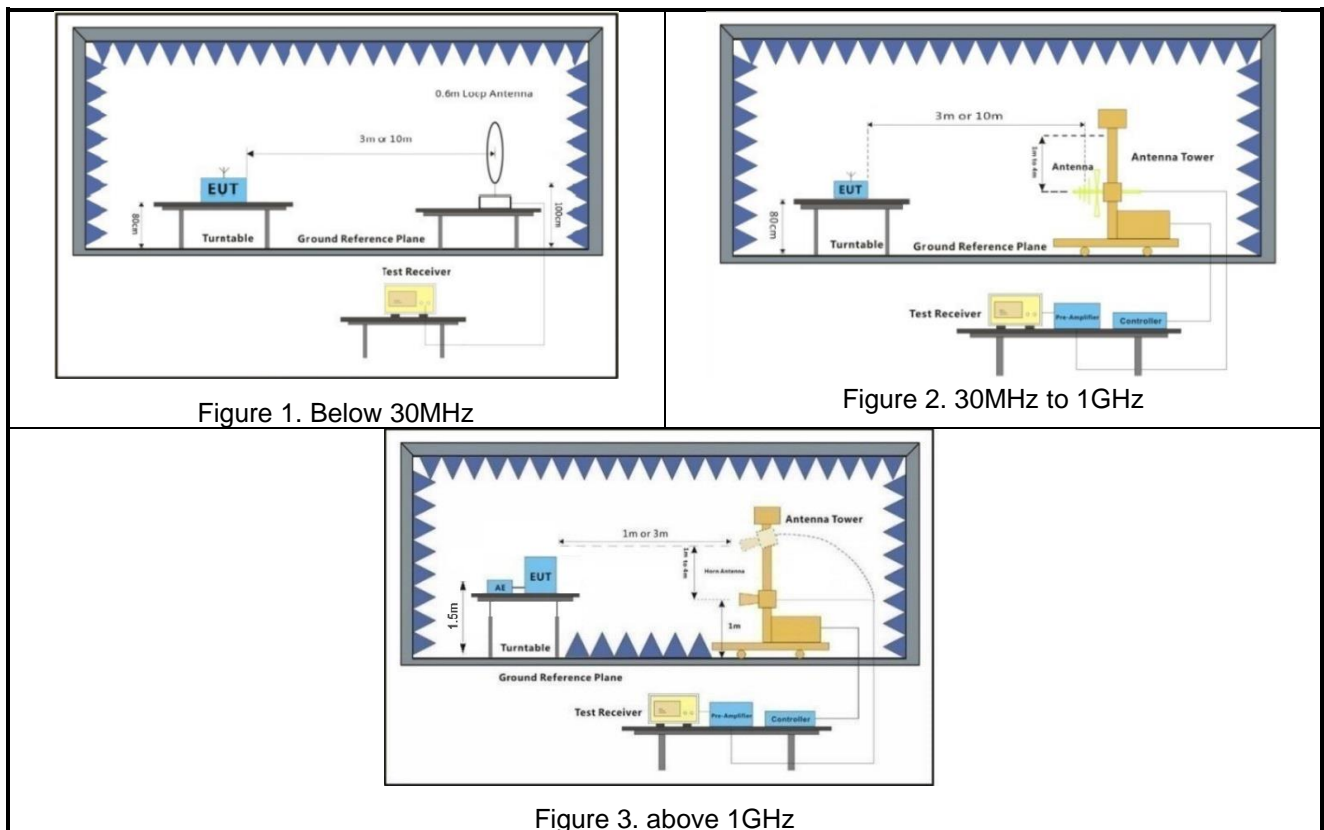 0.6m Loop Antenna
3m or 10m
EUT
80cm
100cm
Turntable
Ground Reference Plane
Test Receiver
Figure 1. Below 30MHz
3m or 10m
1m to 4m
Antenna
Antenna Tower
EUT
80cm
Turntable
Ground Reference Plane
Test Receiver
Pre-Amplifier
Controller
Figure 2. 30MHz to 1GHz
Antenna Tower
1m or 3m
1m to 4m
Horn Antenna
EUT
AE
1.5m
1m
Turntable
Ground Reference Plane
Test Receiver
Pre-Amplifier
Controller
Figure 3. above 1GHz